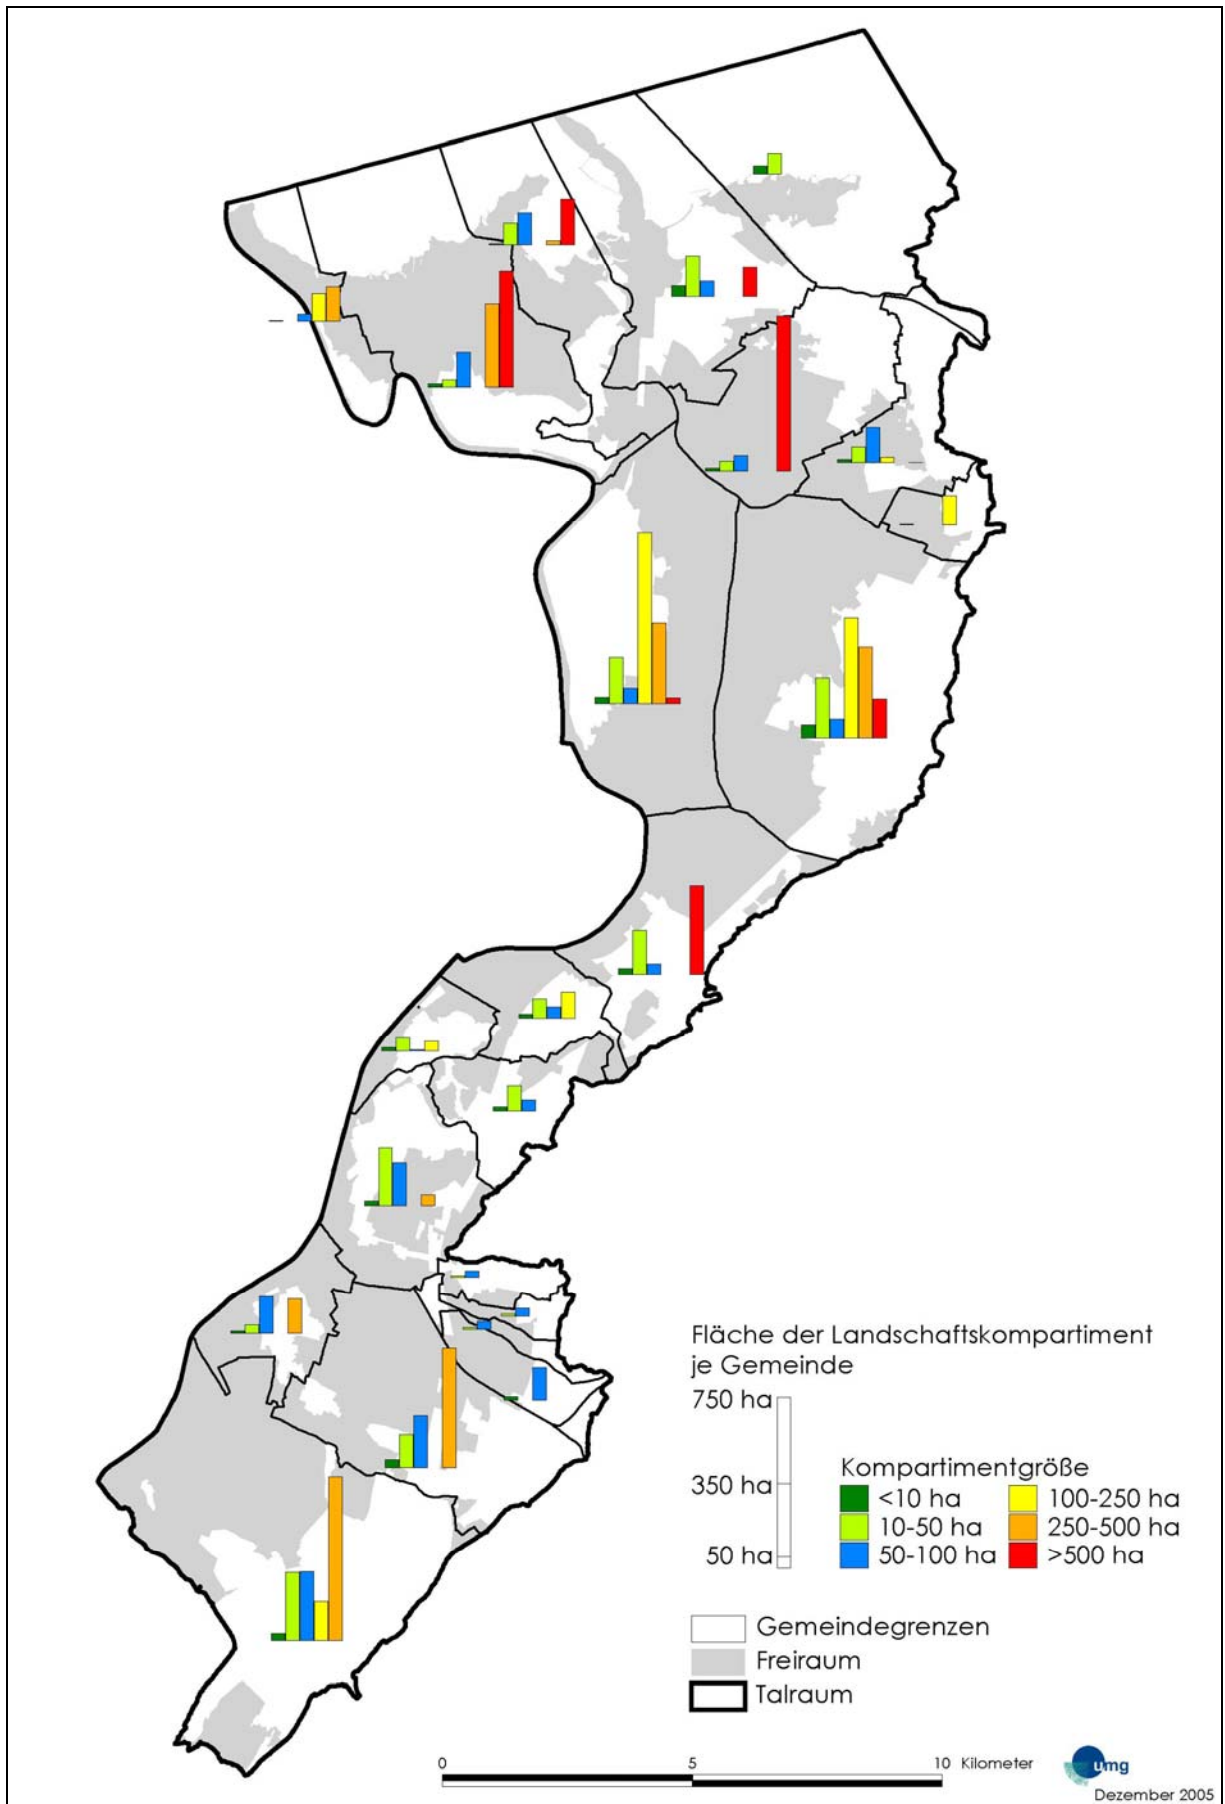 Fläche der Landschaftskompartiment
je Gemeinde
750 ha
350 ha
50 ha
Kompartimentgröße
<10 ha
10-50 ha
50-100 ha
100-250 ha
250-500 ha
>500 ha
Gemeindegrenzen
Freiraum
Talraum
0 5 10 Kilometer
umg
Dezember 2005